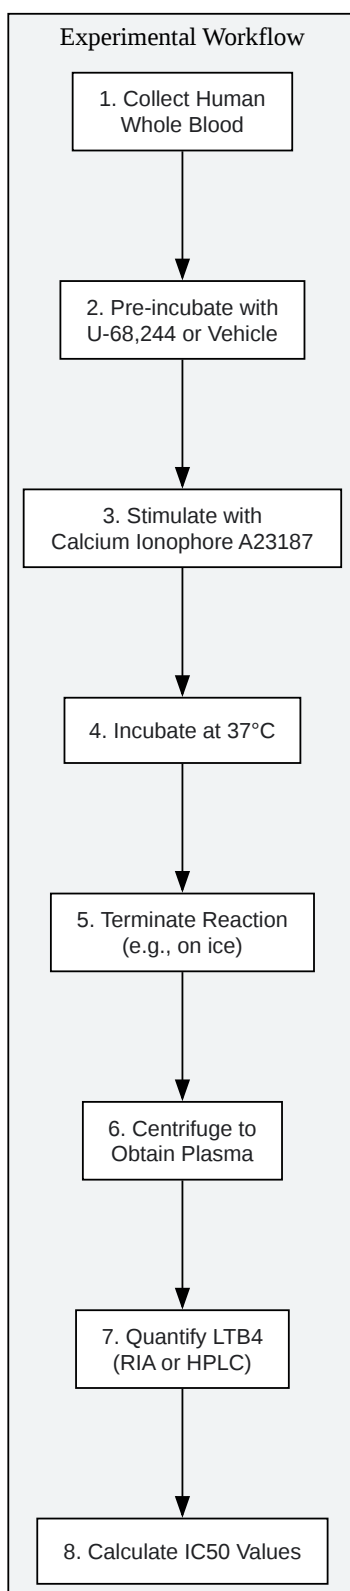 Experimental Workflow
1. Collect Human
Whole Blood
2. Pre-incubate with
U-68,244 or Vehicle
3. Stimulate with
Calcium Ionophore A23187
4. Incubate at 37°C
5. Terminate Reaction
(e.g., on ice)
6. Centrifuge to
Obtain Plasma
7. Quantify LTB4
(RIA or HPLC)
8. Calculate IC50 Values